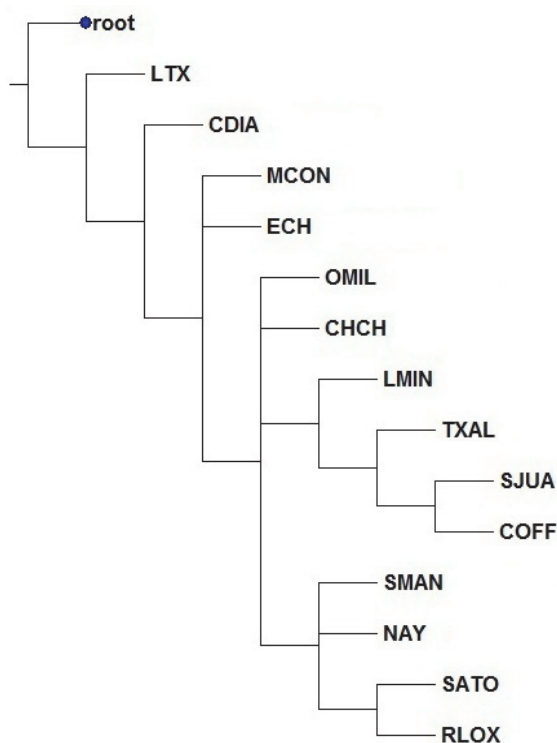 root
LTX
CDIA
MCON
ECH
OMIL
CHCH
LMIN
TXAL
SJUA
COFF
SMAN
NAY
SATO
RLOX